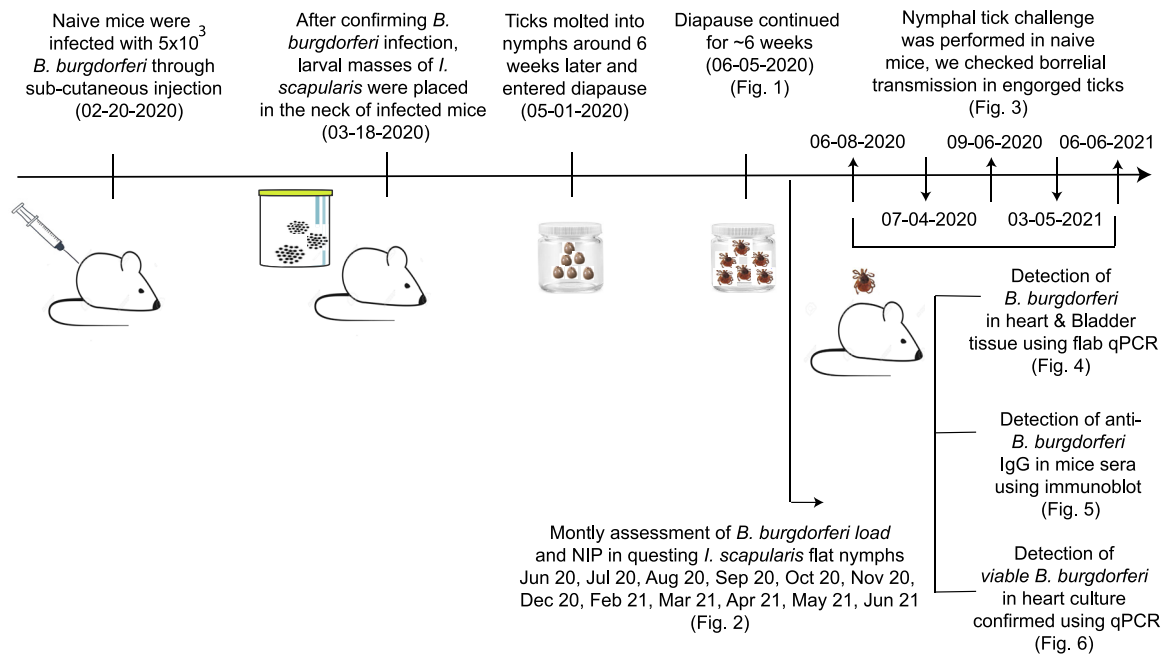 Naive mice were
infected with 5x10³
B. burgdorferi through
sub-cutaneous injection
(02-20-2020)
After confirming B.
burgdorferi infection,
larval masses of I.
scapularis were placed
in the neck of infected mice
(03-18-2020)
Ticks molted into
nymphs around 6
weeks later and
entered diapause
(05-01-2020)
Diapause continued
for ~6 weeks
(06-05-2020)
(Fig. 1)
Nymphal tick challenge
was performed in naive
mice, we checked borrelial
transmission in engorged ticks
(Fig. 3)
06-08-2020
09-06-2020
06-06-2021
07-04-2020
03-05-2021
Detection of
B. burgdorferi
in heart & Bladder
tissue using flab qPCR
(Fig. 4)
Detection of anti-
B. burgdorferi
IgG in mice sera
using immunoblot
(Fig. 5)
Detection of
viable B. burgdorferi
in heart culture
confirmed using qPCR
(Fig. 6)
Montly assessment of B. burgdorferi load
and NIP in questing I. scapularis flat nymphs
Jun 20, Jul 20, Aug 20, Sep 20, Oct 20, Nov 20,
Dec 20, Feb 21, Mar 21, Apr 21, May 21, Jun 21
(Fig. 2)